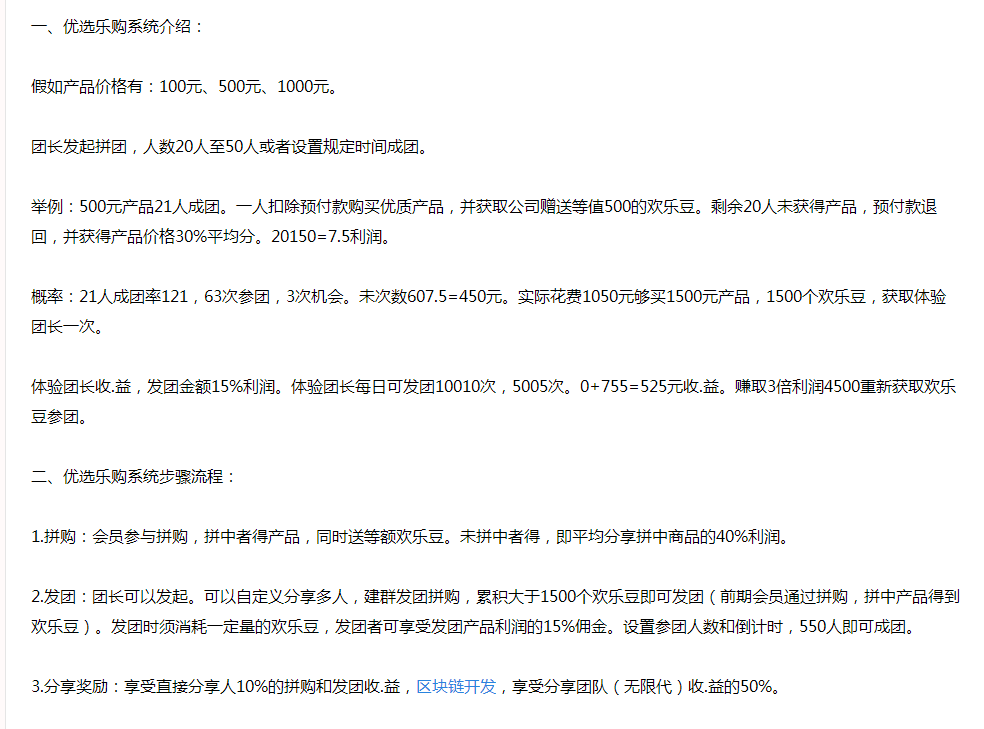 一、优选乐购系统介绍：
假如产品价格有：100元、500元、1000元。
团长发起拼团，人数20人至50人或者设置规定时间成团。
举例：500元产品21人成团。一人扣除预付款购买优质产品，并获取公司赠送等值500的欢乐豆。剩余20人未获得产品，预付款退
回，并获得产品价格30%平均分。20150=7.5利润。
概率：21人成团率121，63次参团，3次机会。未次数607.5=450元。实际花费1050元够买1500元产品，1500个欢乐豆，获取体验
团长一次。
体验团长收.益，发团金额15%利润。体验团长每日可发团10010次，5005次。0+755=525元收.益。赚取3倍利润4500重新获取欢乐
豆参团。
二、优选乐购系统步骤流程：
1.拼购：会员参与拼购，拼中者得产品，同时送等额欢乐豆。未拼中者得，即平均分享拼中商品的40%利润。
2.发团：团长可以发起。可以自定义分享多人，建群发团拼购，累积大于1500个欢乐豆即可发团（前期会员通过拼购，拼中产品得到
欢乐豆）。发团时须消耗一定量的欢乐豆，发团者可享受发团产品利润的15%佣金。设置参团人数和倒计时，550人即可成团。
3.分享奖励：享受直接分享人10%的拼购和发团收.益，区块链开发，享受分享团队（无限代）收.益的50%。